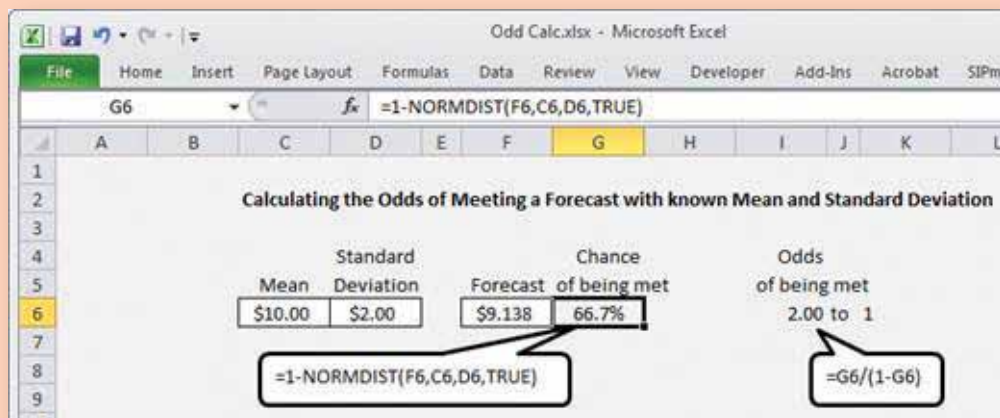 Odd Calc.xlsx - Microsoft Excel
File Home Insert Page Layout Formulas Data Review View Developer Add-Ins Acrobat SIPm
G6 fx =1-NORMDIST(F6,C6,D6,TRUE)
A B C D E F G H I J K L
1
2 Calculating the Odds of Meeting a Forecast with known Mean and Standard Deviation
3
4 Standard Chance Odds
5 Mean Deviation Forecast of being met of being met
6 $10.00 $2.00 $9.138 66.7% 2.00 to 1
7
8 =1-NORMDIST(F6,C6,D6,TRUE) =G6/(1-G6)
9